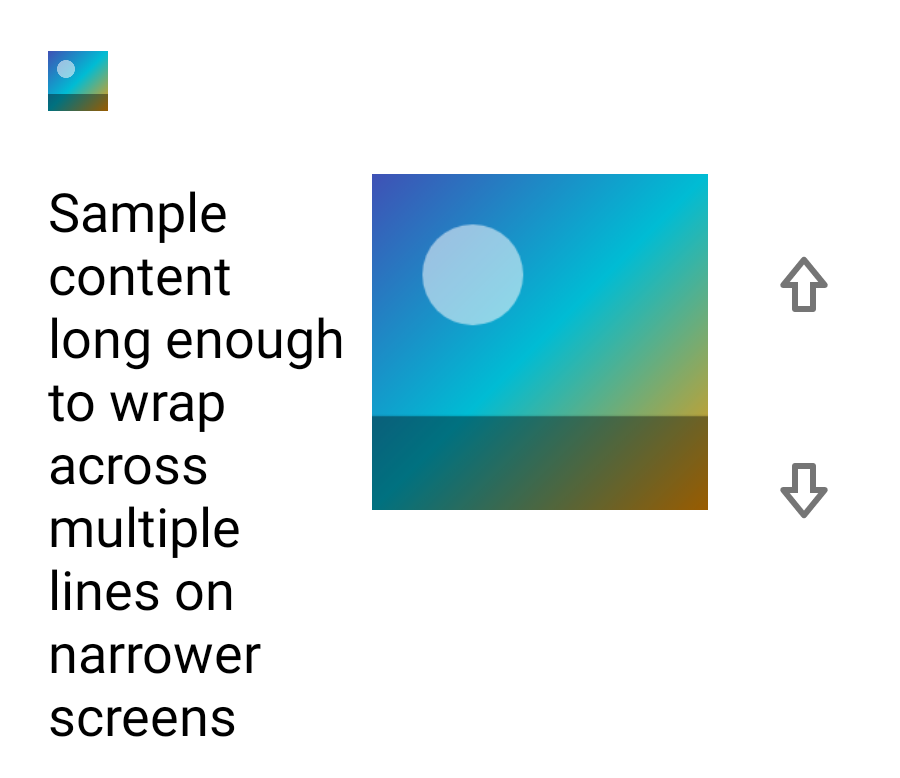 Sample
content
long enough
to wrap
across
multiple
lines on
narrower
screens